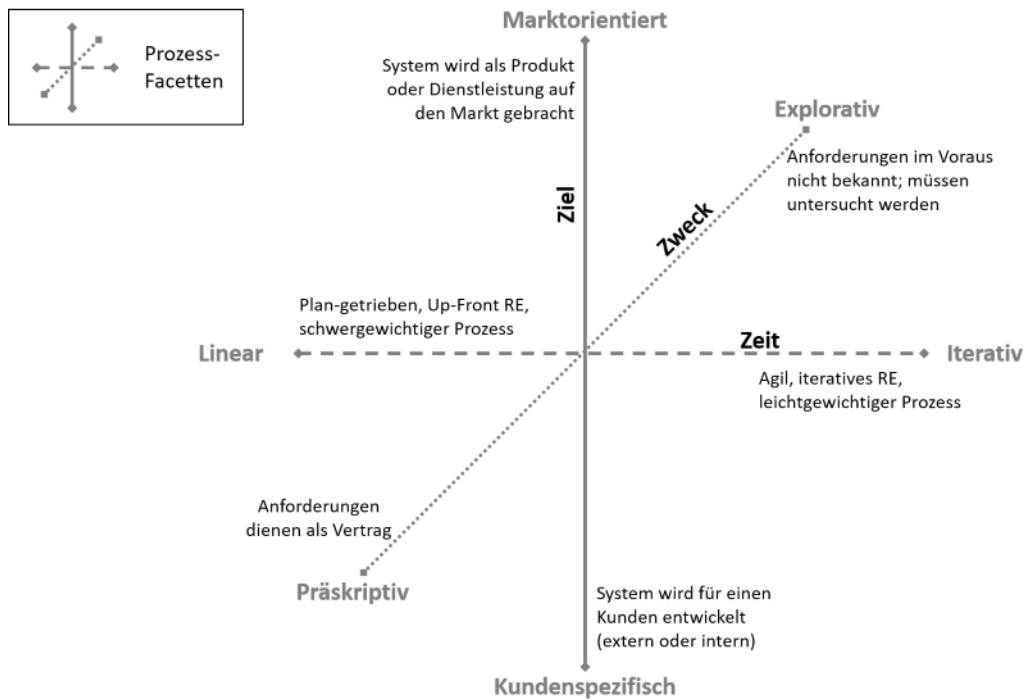 Prozess-
Facetten
Marktorientiert
System wird als Produkt
oder Dienstleistung auf
den Markt gebracht
Explorativ
Anforderungen im Voraus
nicht bekannt; müssen
untersucht werden
Ziel
Zweck
Plan-getrieben, Up-Front RE,
schwergewichtiger Prozess
Linear
Zeit
Iterativ
Agil, iteratives RE,
leichtgewichtiger Prozess
Anforderungen
dienen als Vertrag
Präskriptiv
System wird für einen
Kunden entwickelt
(extern oder intern)
Kundenspezifisch